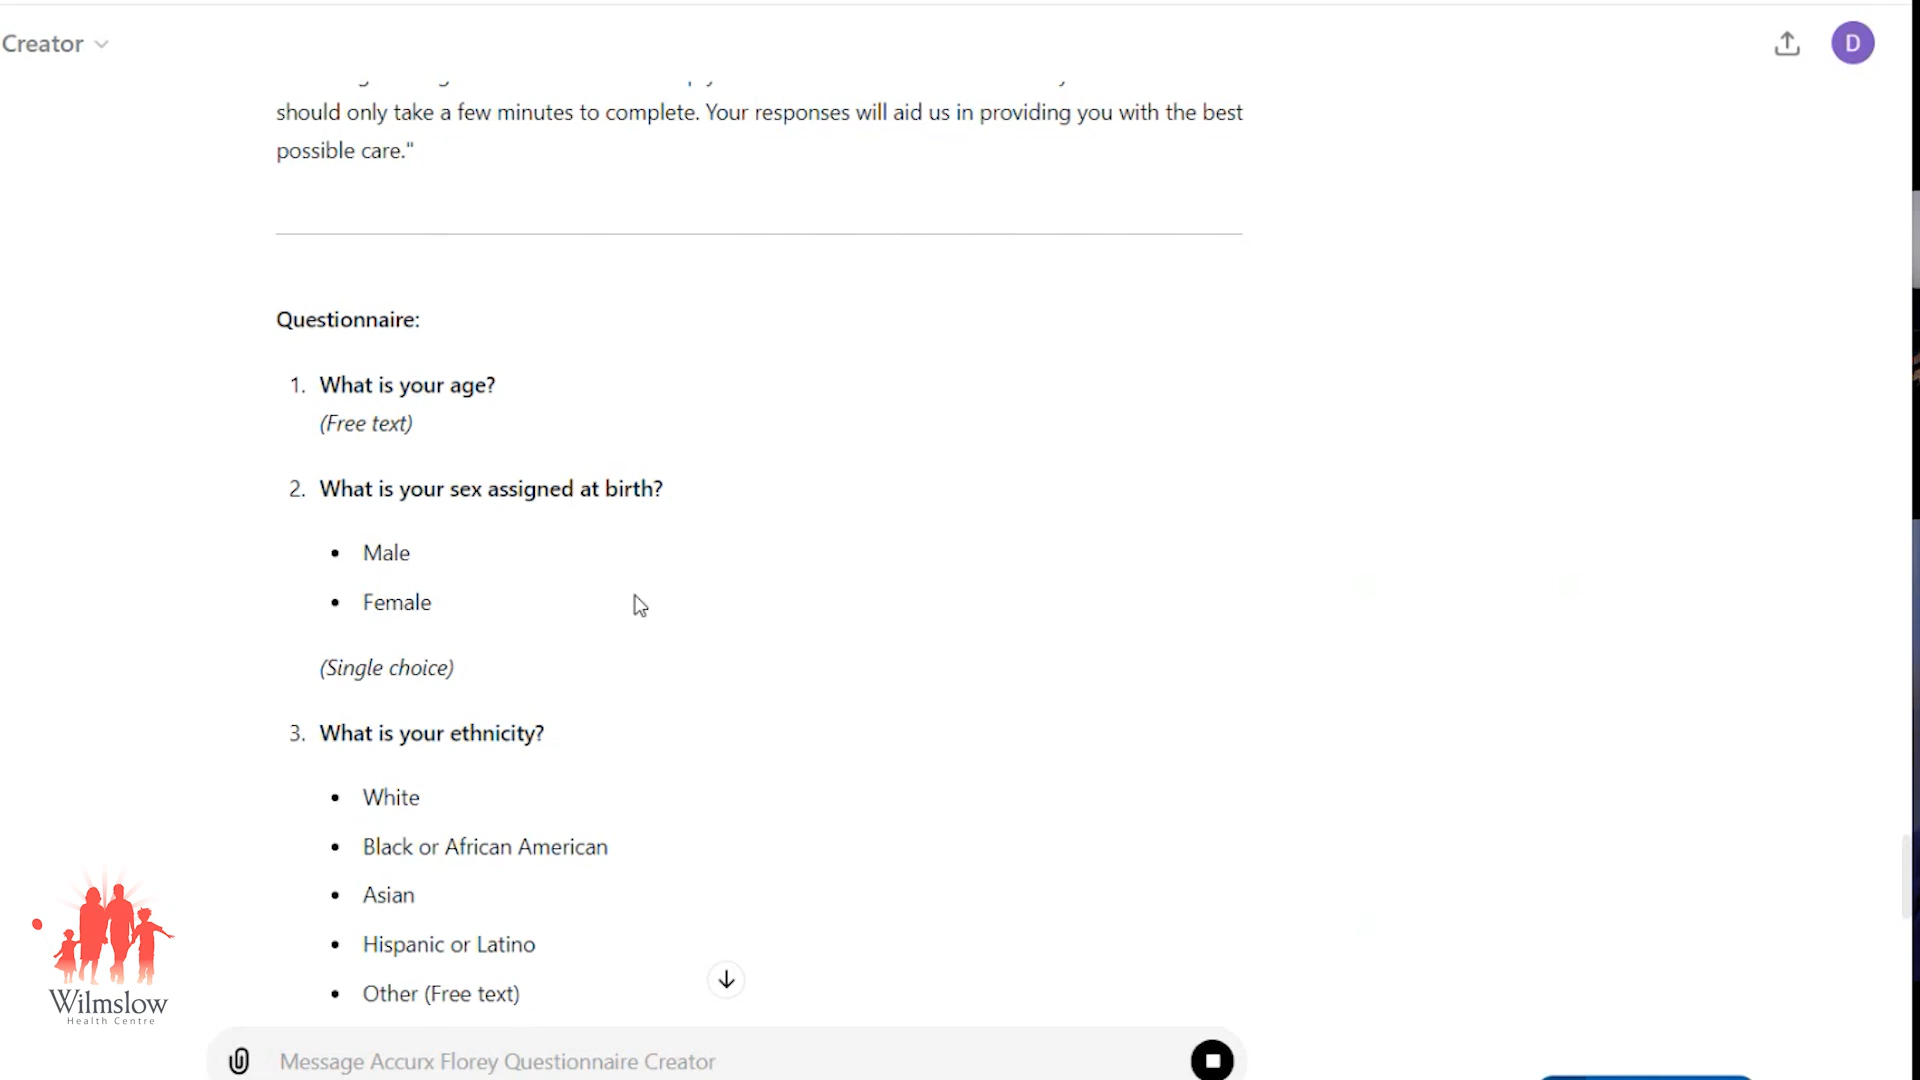 Creator
D
should only take a few minutes to complete. Your responses will aid us in providing you with the best
possible care."
Questionnaire:
1. What is your age?
(Free text)
2. What is your sex assigned at birth?
• Male
• Female
(Single choice)
3. What is your ethnicity?
• White
• Black or African American
• Asian
• Hispanic or Latino
• Other (Free text)
Wilmslow
Health Centre
Message Accurx Florey Questionnaire Creator